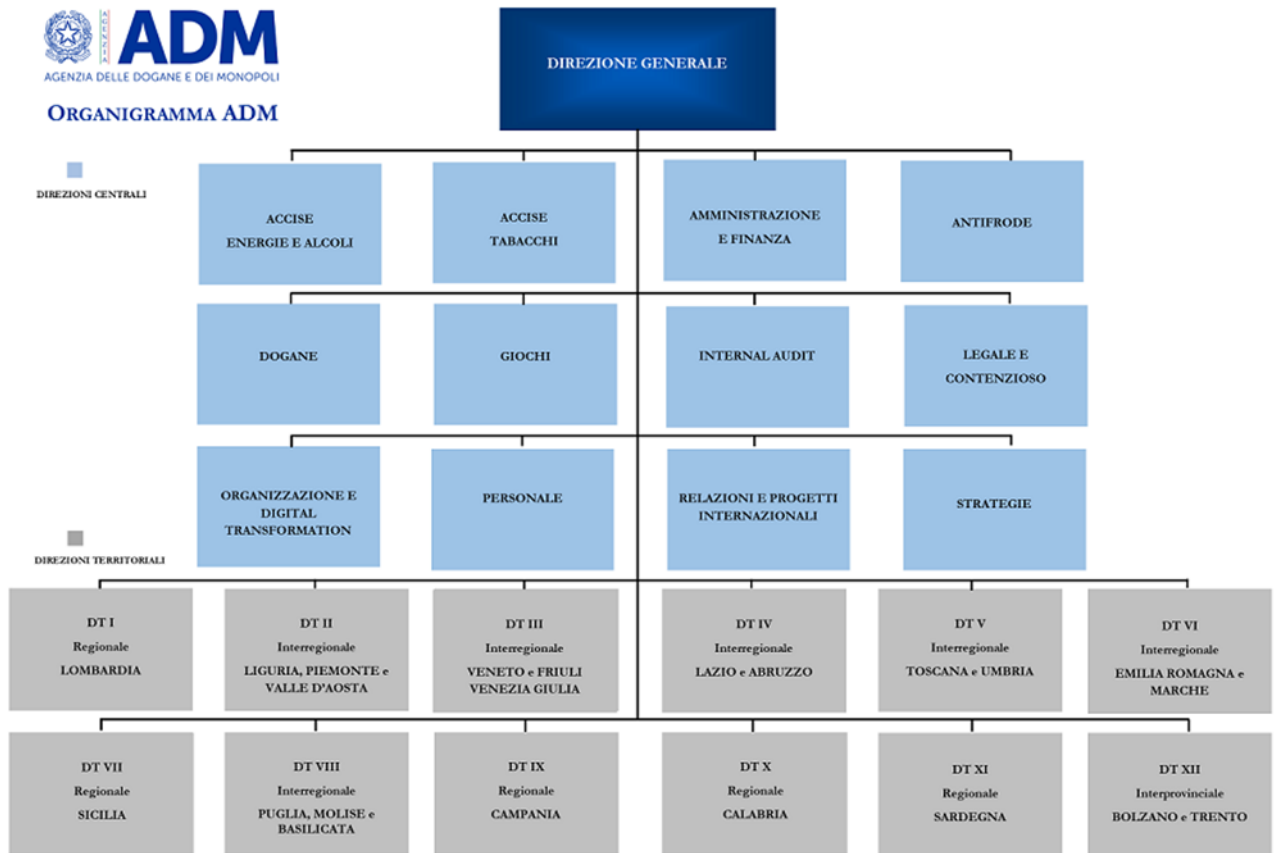 AGENZIA
ADM
AGENZIA DELLE DOGANE E DEI MONOPOLI
ORGANIGRAMMA ADM
DIREZIONE GENERALE
DIREZIONI CENTRALI
ACCISE
ENERGIE E ALCOLI
ACCISE
TABACCHI
AMMINISTRAZIONE
E FINANZA
ANTIFRODE
DOGANE
GIOCHI
INTERNAL AUDIT
LEGALE E
CONTENZIOSO
ORGANIZZAZIONE E
DIGITAL
TRANSFORMATION
PERSONALE
RELAZIONI E PROGETTI
INTERNAZIONALI
STRATEGIE
DIREZIONI TERRITORIALI
DT I
Regionale
LOMBARDIA
DT II
Interregionale
LIGURIA, PIEMONTE e
VALLE D'AOSTA
DT III
Interregionale
VENETO e FRIULI
VENEZIA GIULIA
DT IV
Interregionale
LAZIO e ABRUZZO
DT V
Interregionale
TOSCANA e UMBRIA
DT VI
Interregionale
EMILIA ROMAGNA e
MARCHE
DT VII
Regionale
SICILIA
DT VIII
Interregionale
PUGLIA, MOLISE e
BASILICATA
DT IX
Regionale
CAMPANIA
DT X
Regionale
CALABRIA
DT XI
Regionale
SARDEGNA
DT XII
Interprovinciale
BOLZANO e TRENTO